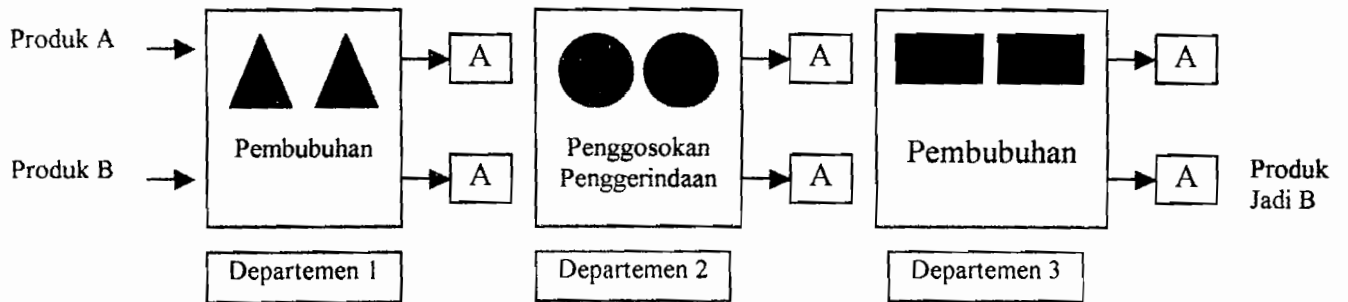 Produk A
A
A
A
Pembubuhan
Penggosokan
Penggerindaan
Pembubuhan
Produk B
A
A
A
Produk
Jadi B
Departemen 1
Departemen 2
Departemen 3